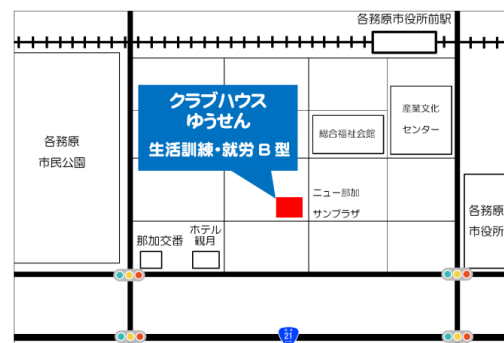 各務原市役所前駅
クラブハウス
ゆうせん
生活訓練・就労B型
産業文化
センター
総合福祉会館
各務原
市民公園
ニュー那加
サンプラザ
各務原
市役所
ホテル
観月
那加交番
21